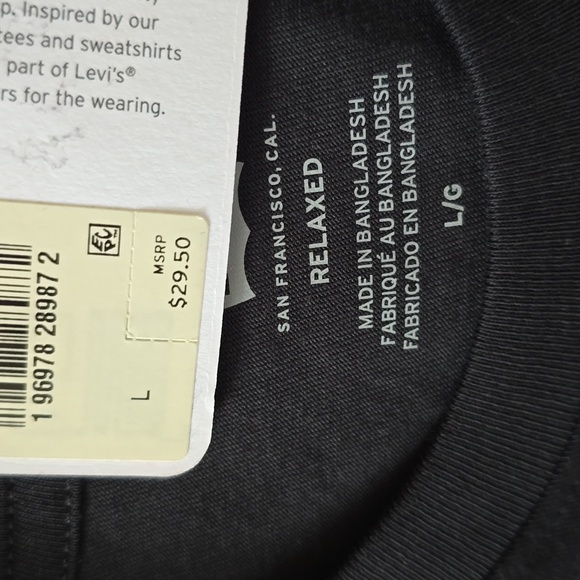 p. Inspired by our
tees and sweatshirts
part of Levi's®
rs for the wearing.
MSRP
$29.50
L
1 96978 28987 2
SAN FRANCISCO, CAL.
RELAXED
MADE IN BANGLADESH
FABRIQUÉ AU BANGLADESH
FABRICADO EN BANGLADESH
L/G